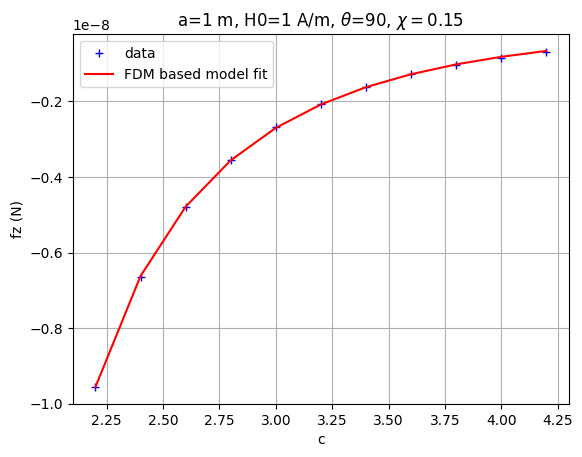 a=1 m, H0=1 A/m, θ=90, χ = 0.15
1e−8
data
FDM based model fit
−0.2
−0.4
−0.6
−0.8
−1.0
fz (N)
2.25 2.50 2.75 3.00 3.25 3.50 3.75 4.00 4.25
c